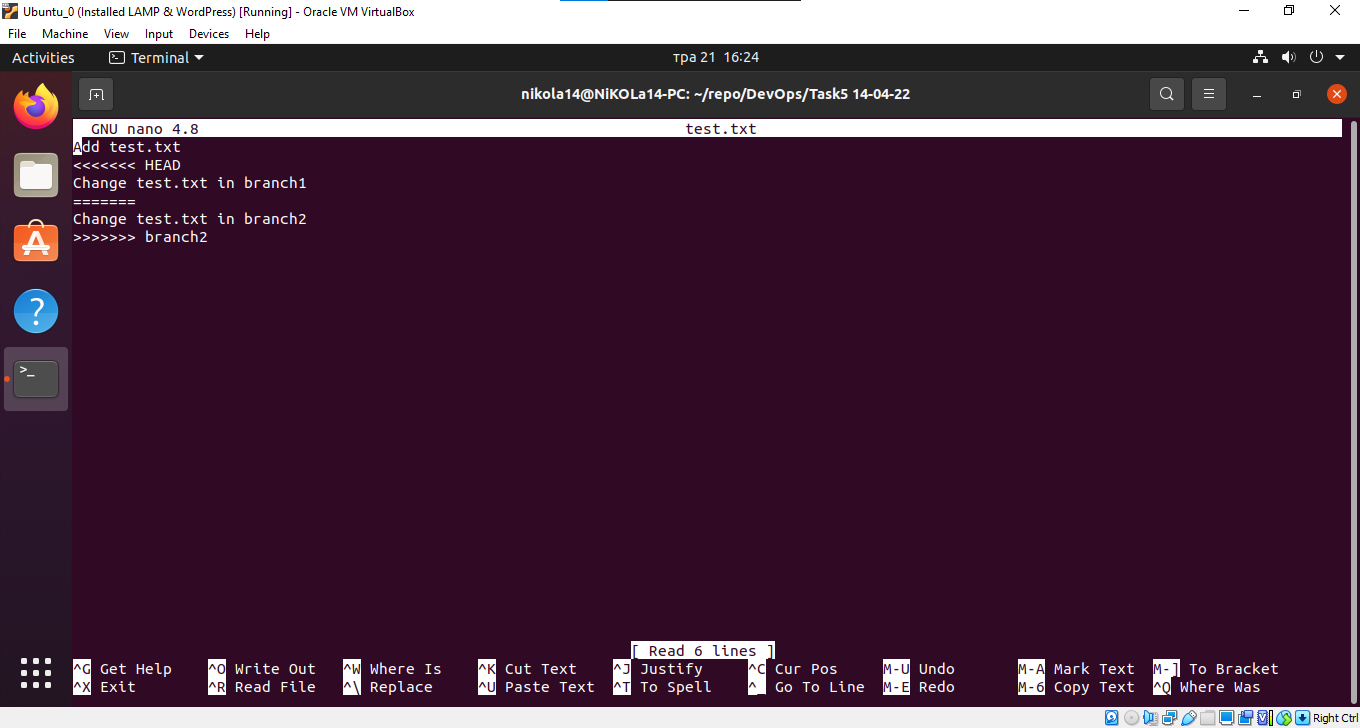 Ubuntu_0 (Installed LAMP & WordPress) [Running] - Oracle VM VirtualBox
File Machine View Input Devices Help
Activities Terminal тра 21 16:24
nikola14@NiKOLa14-PC: ~/repo/DevOps/Task5 14-04-22
GNU nano 4.8 test.txt
Add test.txt
<<<<<<< HEAD
Change test.txt in branch1
=======
Change test.txt in branch2
>>>>>>> branch2
[ Read 6 lines ]
^G Get Help ^O Write Out ^W Where Is ^K Cut Text ^J Justify ^C Cur Pos M-U Undo M-A Mark Text M-] To Bracket
^X Exit ^R Read File ^\ Replace ^U Paste Text ^T To Spell ^_ Go To Line M-E Redo M-6 Copy Text ^Q Where Was
Right Ctrl